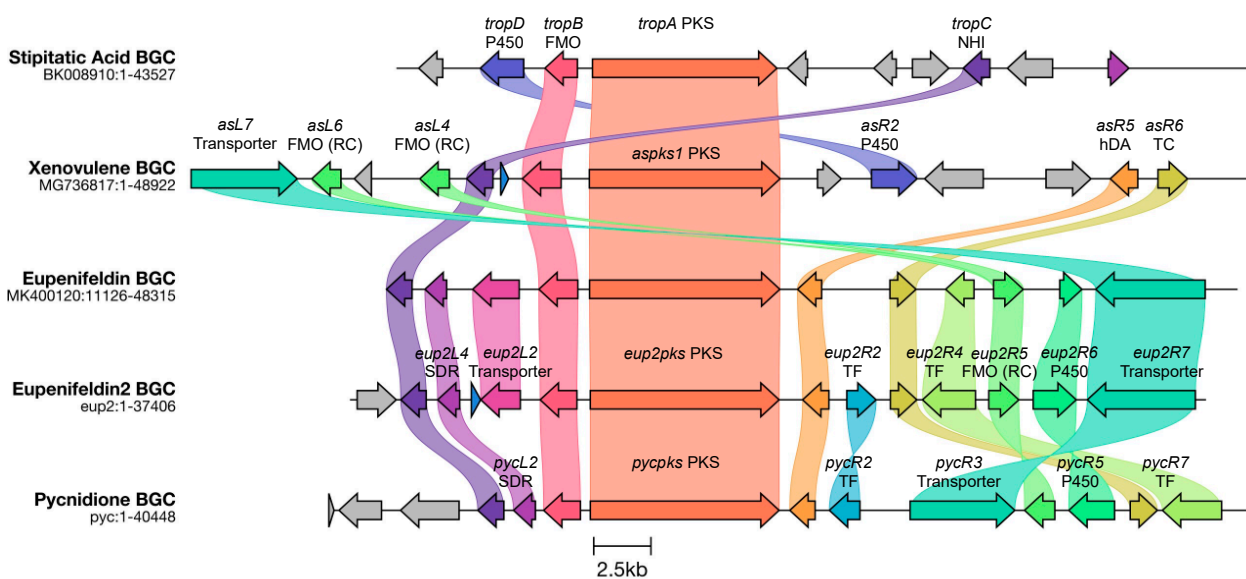 tropD tropB tropA PKS tropC
P450 FMO NHI
Stipitatic Acid BGC
BK008910:1-43527
asL7 asL6 asL4 asR2 asR5 asR6
Transporter FMO (RC) FMO (RC) P450 hDA TC
aspks1 PKS
Xenovulene BGC
MG736817:1-48922
Eupenifeldin BGC
MK400120:11126-48315
eup2L4 eup2L2 eup2pks PKS eup2R2 eup2R4 eup2R5 eup2R6 eup2R7
SDR Transporter TF TF FMO (RC) P450 Transporter
Eupenifeldin2 BGC
eup2:1-37406
pycL2 pycpks PKS pycR2 pycR3 pycR5 pycR7
SDR TF Transporter P450 TF
Pycnidione BGC
pyc:1-40448
2.5kb